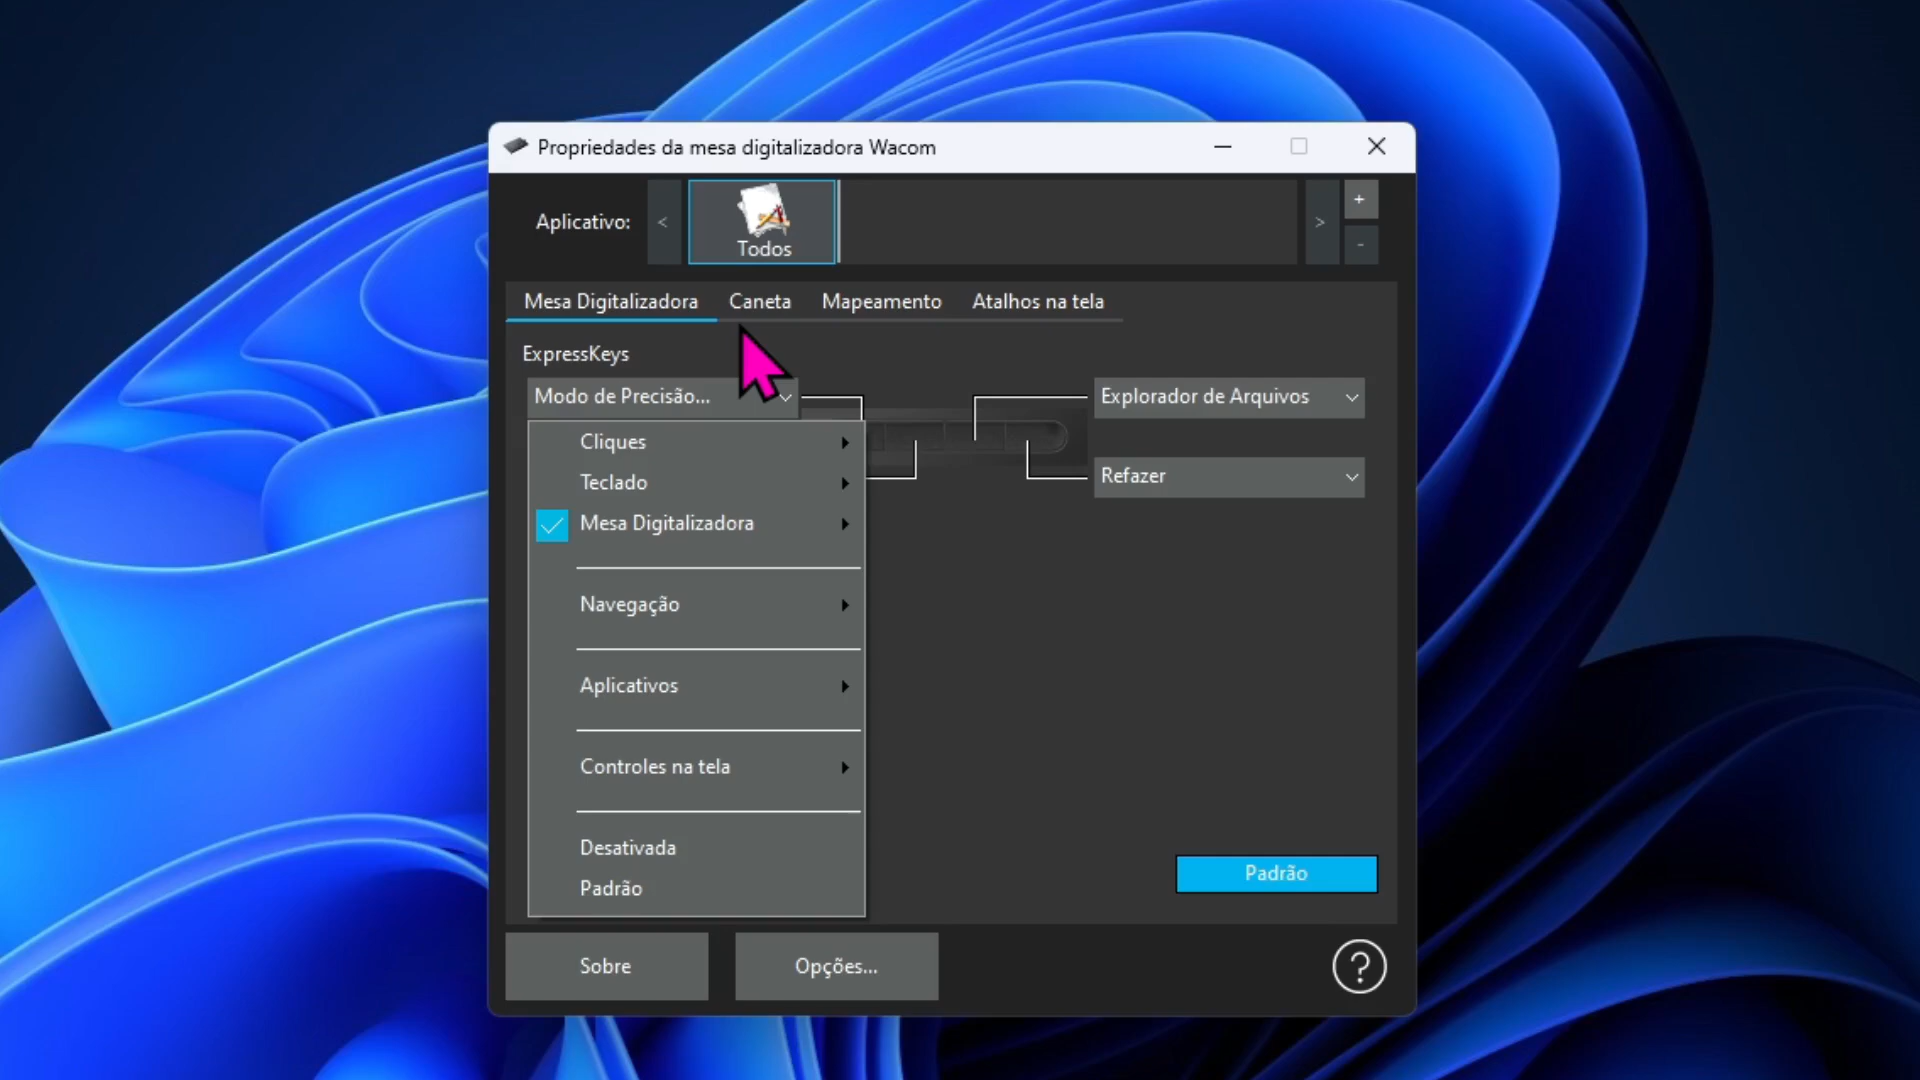 Propriedades da mesa digitalizadora Wacom
Aplicativo:
<
Todos
>
+
-
Mesa Digitalizadora Caneta Mapeamento Atalhos na tela
ExpressKeys
Modo de Precisão...
Explorador de Arquivos
Cliques
Teclado
Refazer
Mesa Digitalizadora
Navegação
Aplicativos
Controles na tela
Desativada
Padrão
Padrão
Sobre
Opções...
?